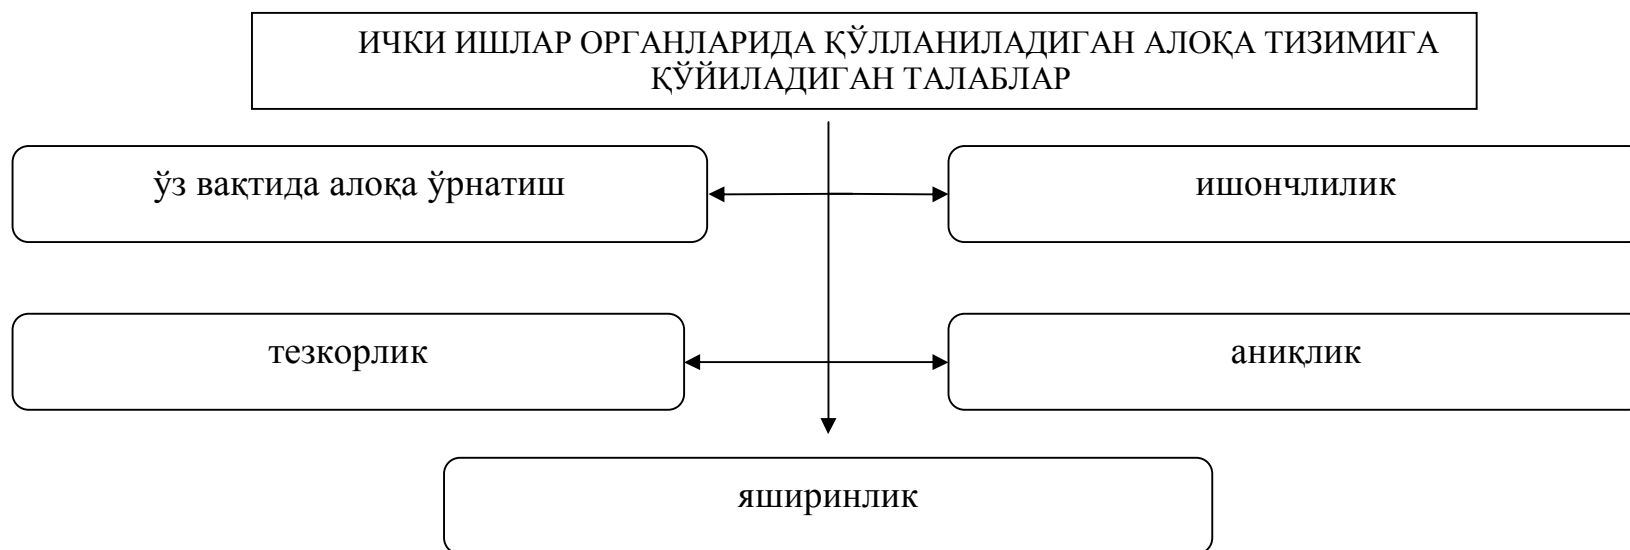 ИЧКИ ИШЛАР ОРГАНЛАРИДА ҚЎЛЛАНИЛАДИГАН АЛОҚА ТИЗИМИГА
ҚЎЙИЛАДИГАН ТАЛАБЛАР
ўз вақтида алоқа ўрнатиш
ишончлилик
тезкорлик
аниқлик
яширинлик